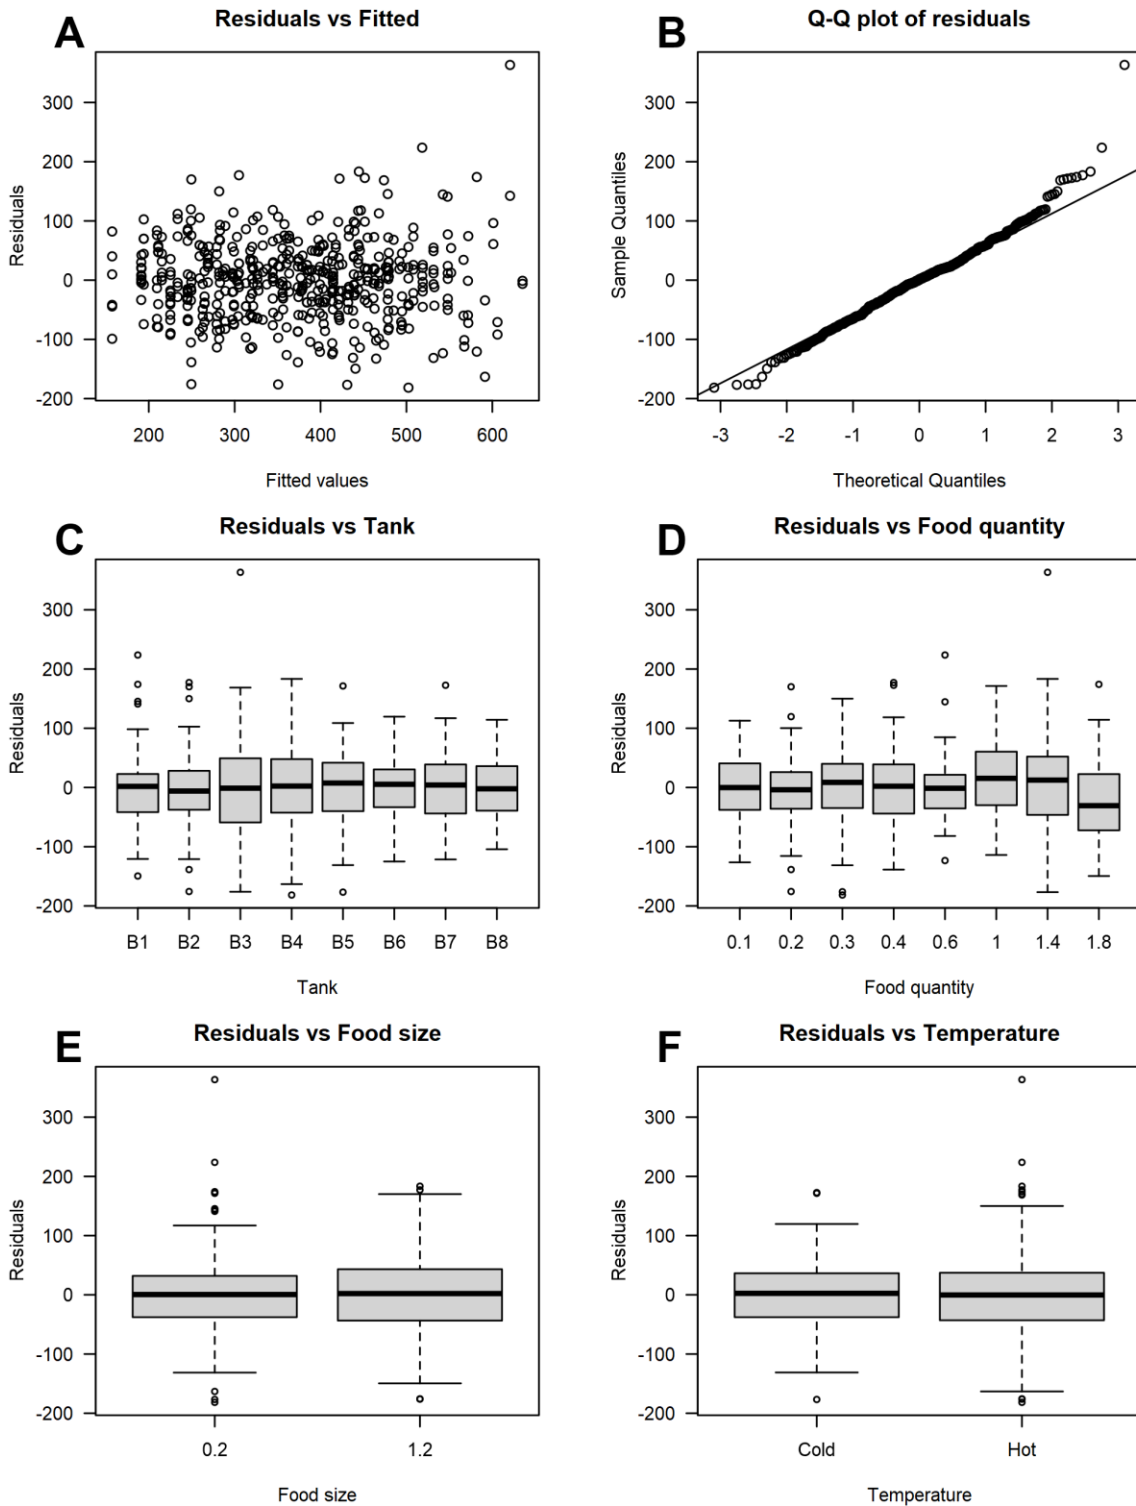 A Residuals vs Fitted
Residuals
300
200
100
0
-100
-200
200 300 400 500 600
Fitted values
B Q-Q plot of residuals
Sample Quantiles
300
200
100
0
-100
-200
-3 -2 -1 0 1 2 3
Theoretical Quantiles
C Residuals vs Tank
Residuals
300
200
100
0
-100
-200
B1 B2 B3 B4 B5 B6 B7 B8
Tank
D Residuals vs Food quantity
Residuals
300
200
100
0
-100
-200
0.1 0.2 0.3 0.4 0.6 1 1.4 1.8
Food quantity
E Residuals vs Food size
Residuals
300
200
100
0
-100
-200
0.2 1.2
Food size
F Residuals vs Temperature
Residuals
300
200
100
0
-100
-200
Cold Hot
Temperature